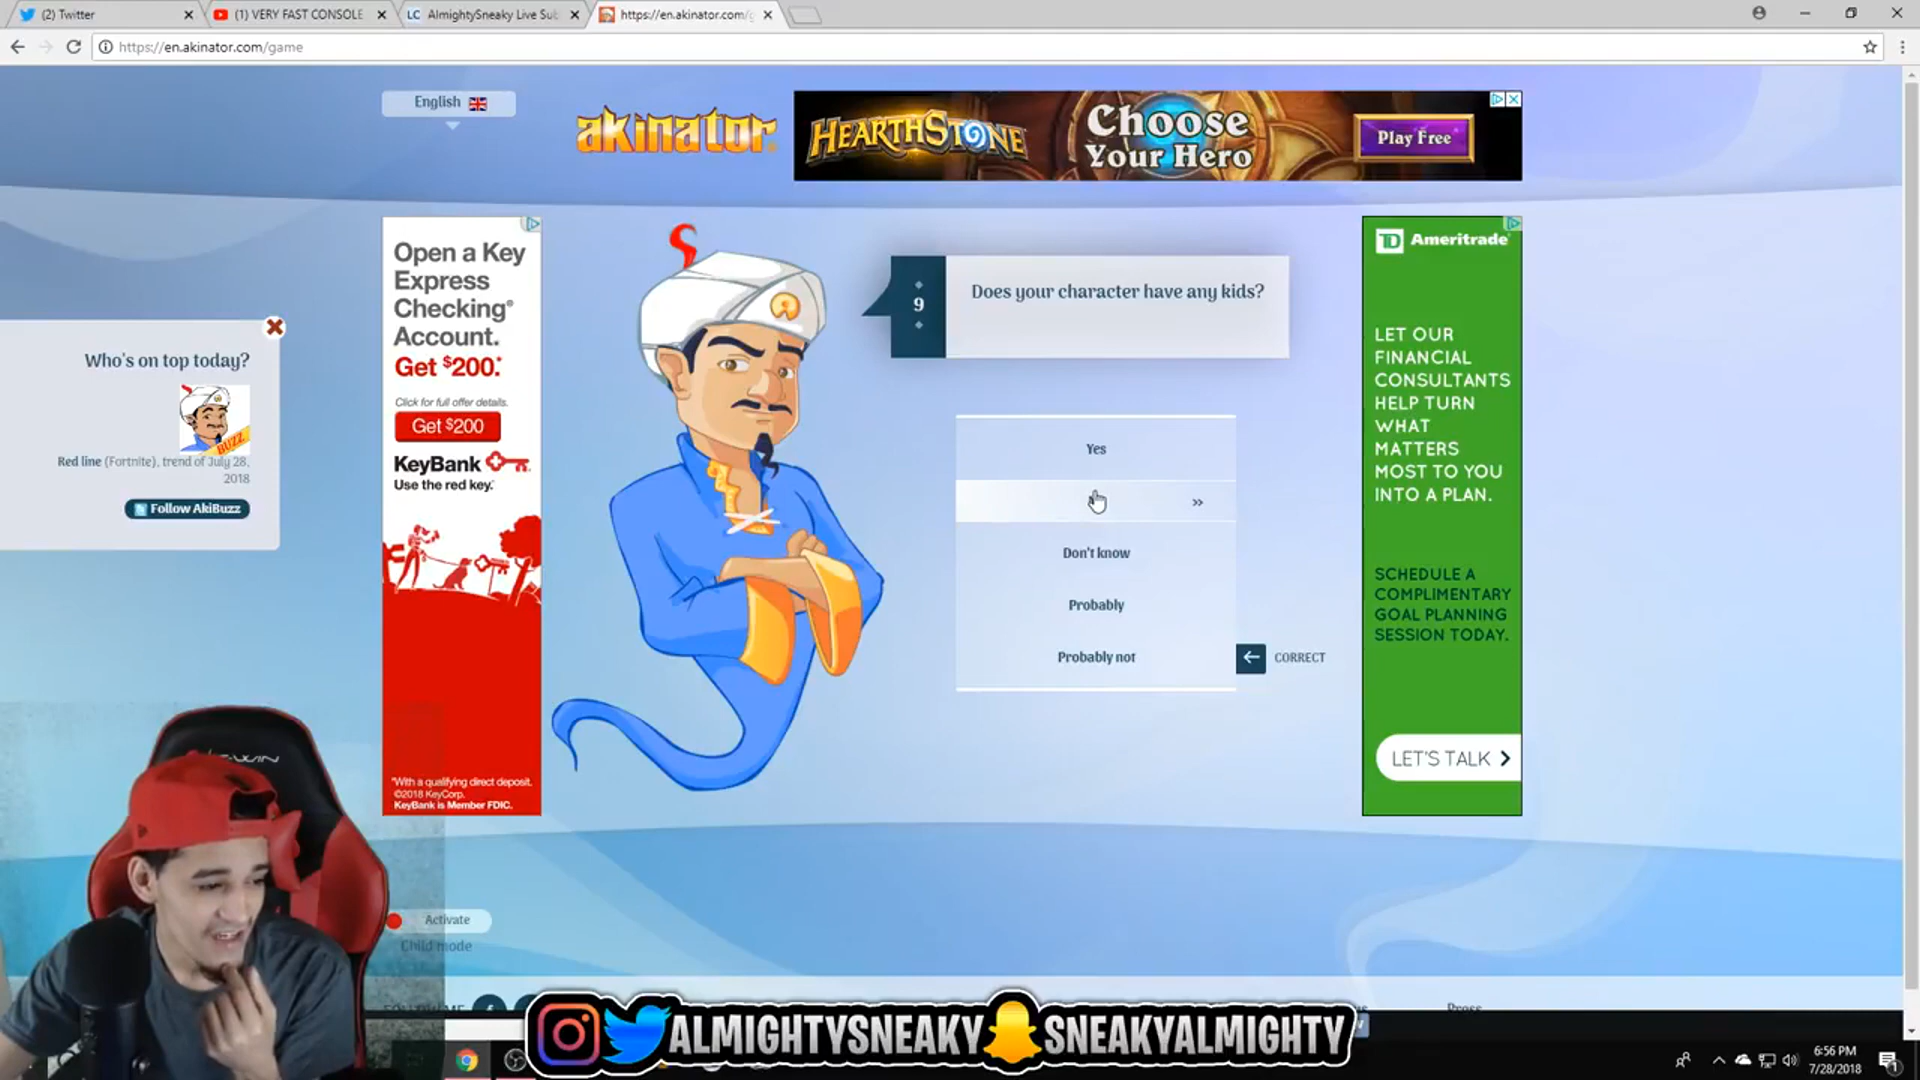 (2) Twitter
(1) VERY FAST CONSOLE
LC AlmightySneaky Live Sub
https://en.akinator.com/g
https://en.akinator.com/game
English
akinator
HEARTHSTONE
Choose
Your Hero
Play Free
Open a Key
Express
Checking
Account.
Get $200.*
Click for full offer details.
Get $200
KeyBank
Use the red key.®
*With a qualifying direct deposit.
©2018 KeyCorp.
KeyBank is Member FDIC.
Who's on top today?
BUZZ
Red line (Fortnite), trend of July 28,
2018
Follow AkiBuzz
9
Does your character have any kids?
Yes
Don't know
Probably
Probably not
CORRECT
TD Ameritrade
LET OUR
FINANCIAL
CONSULTANTS
HELP TURN
WHAT
MATTERS
MOST TO YOU
INTO A PLAN.
SCHEDULE A
COMPLIMENTARY
GOAL PLANNING
SESSION TODAY.
LET'S TALK
Activate
Child mode
Press
ALMIGHTYSNEAKY
SNEAKYALMIGHTY
6:56 PM
7/28/2018